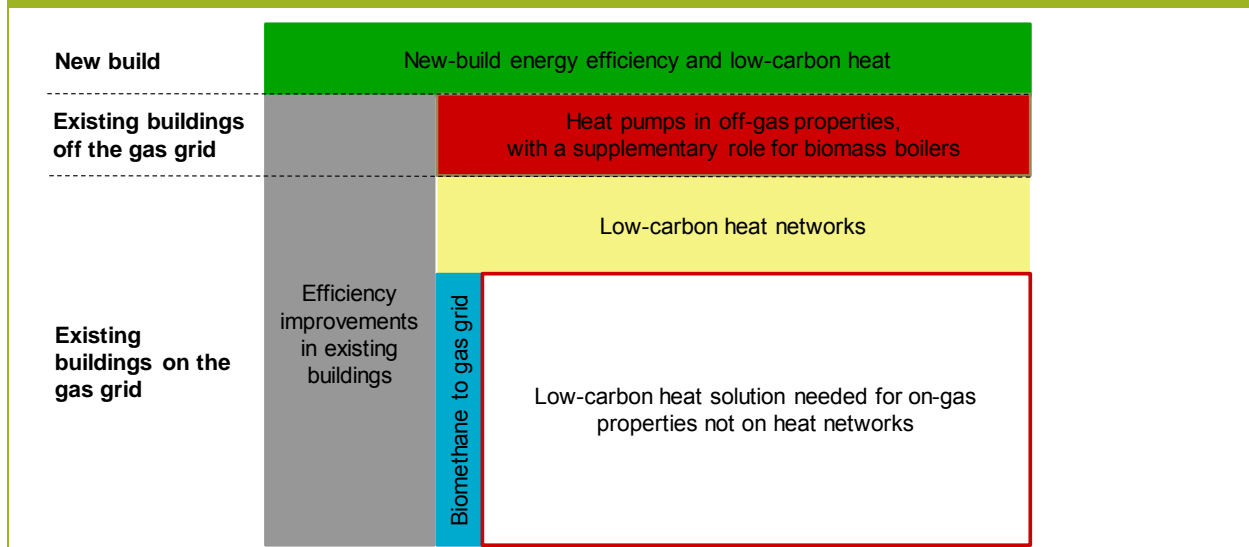 New build
New-build energy efficiency and low-carbon heat
Existing buildings
off the gas grid
Heat pumps in off-gas properties,
with a supplementary role for biomass boilers
Low-carbon heat networks
Existing
buildings on the
gas grid
Efficiency
improvements
in existing
buildings
Biomethane to gas grid
Low-carbon heat solution needed for on-gas
properties not on heat networks